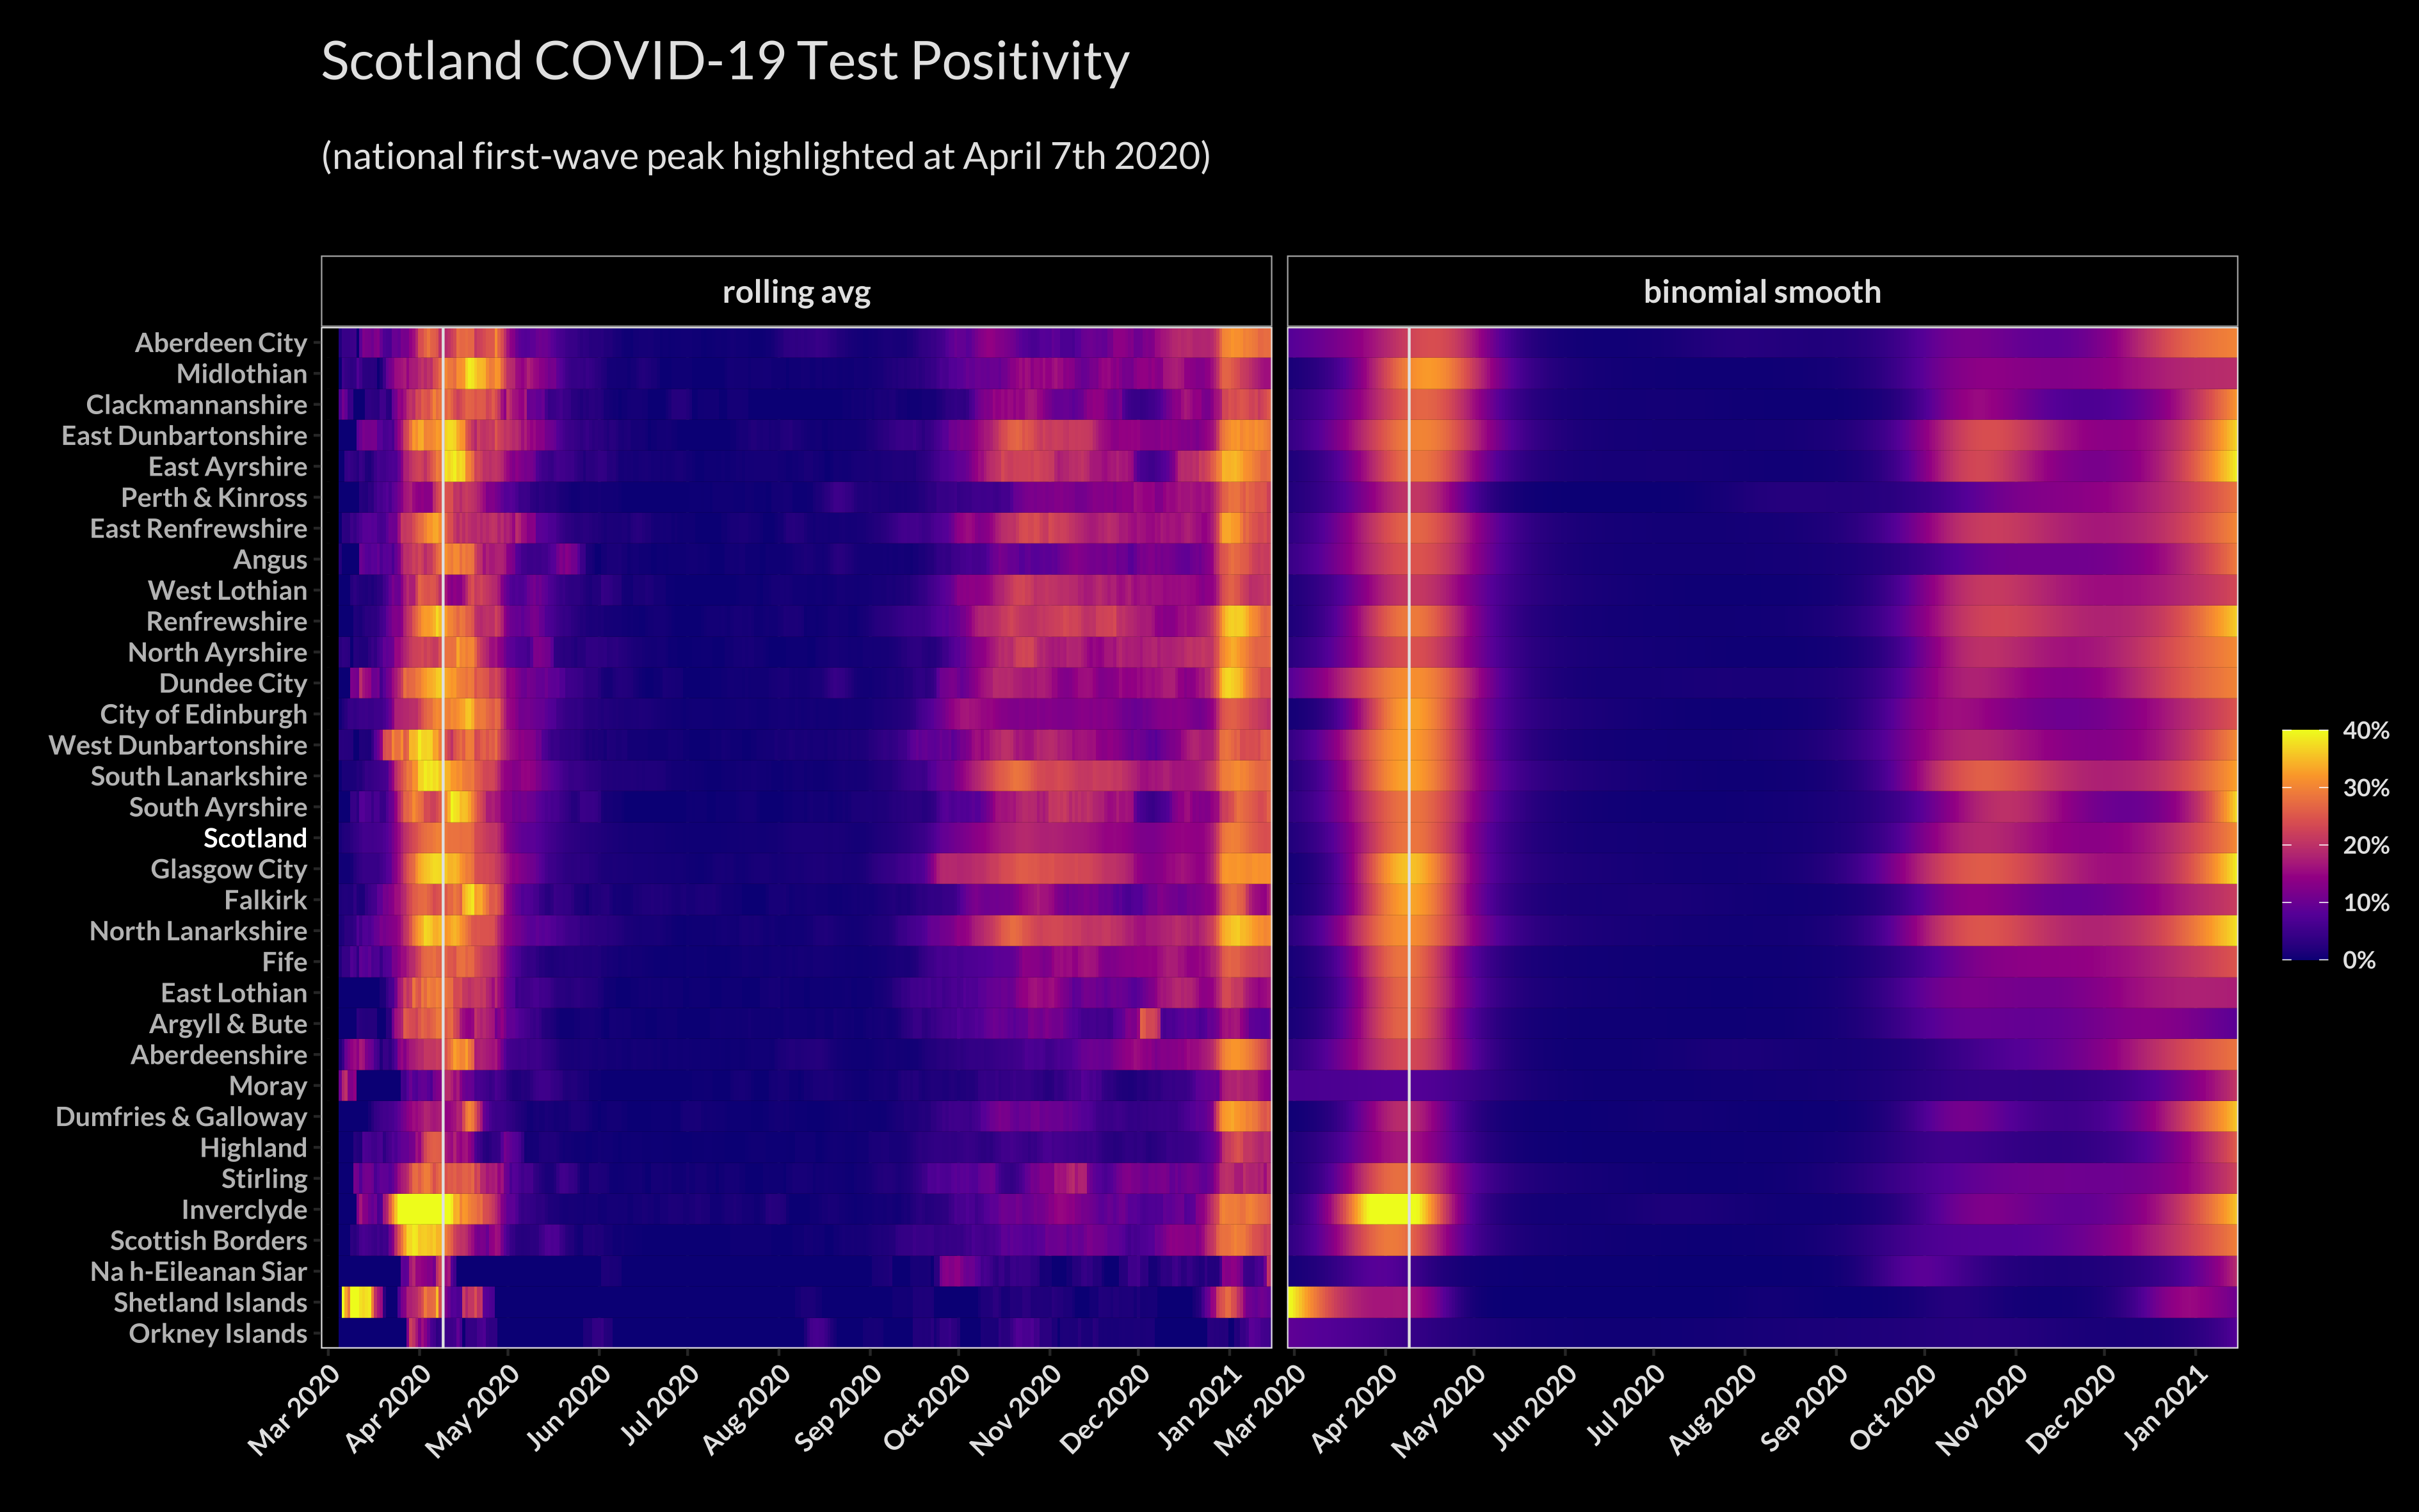 Scotland COVID-19 Test Positivity
(national first-wave peak highlighted at April 7th 2020)
rolling avg
binomial smooth
Aberdeen City
Midlothian
Clackmannanshire
East Dunbartonshire
East Ayrshire
Perth & Kinross
East Renfrewshire
Angus
West Lothian
Renfrewshire
North Ayrshire
Dundee City
City of Edinburgh
West Dunbartonshire
South Lanarkshire
South Ayrshire
Scotland
Glasgow City
Falkirk
North Lanarkshire
Fife
East Lothian
Argyll & Bute
Aberdeenshire
Moray
Dumfries & Galloway
Highland
Stirling
Inverclyde
Scottish Borders
Na h-Eileanan Siar
Shetland Islands
Orkney Islands
Mar 2020
Apr 2020
May 2020
Jun 2020
Jul 2020
Aug 2020
Sep 2020
Oct 2020
Nov 2020
Dec 2020
Jan 2021
Mar 2020
Apr 2020
May 2020
Jun 2020
Jul 2020
Aug 2020
Sep 2020
Oct 2020
Nov 2020
Dec 2020
Jan 2021
40%
30%
20%
10%
0%